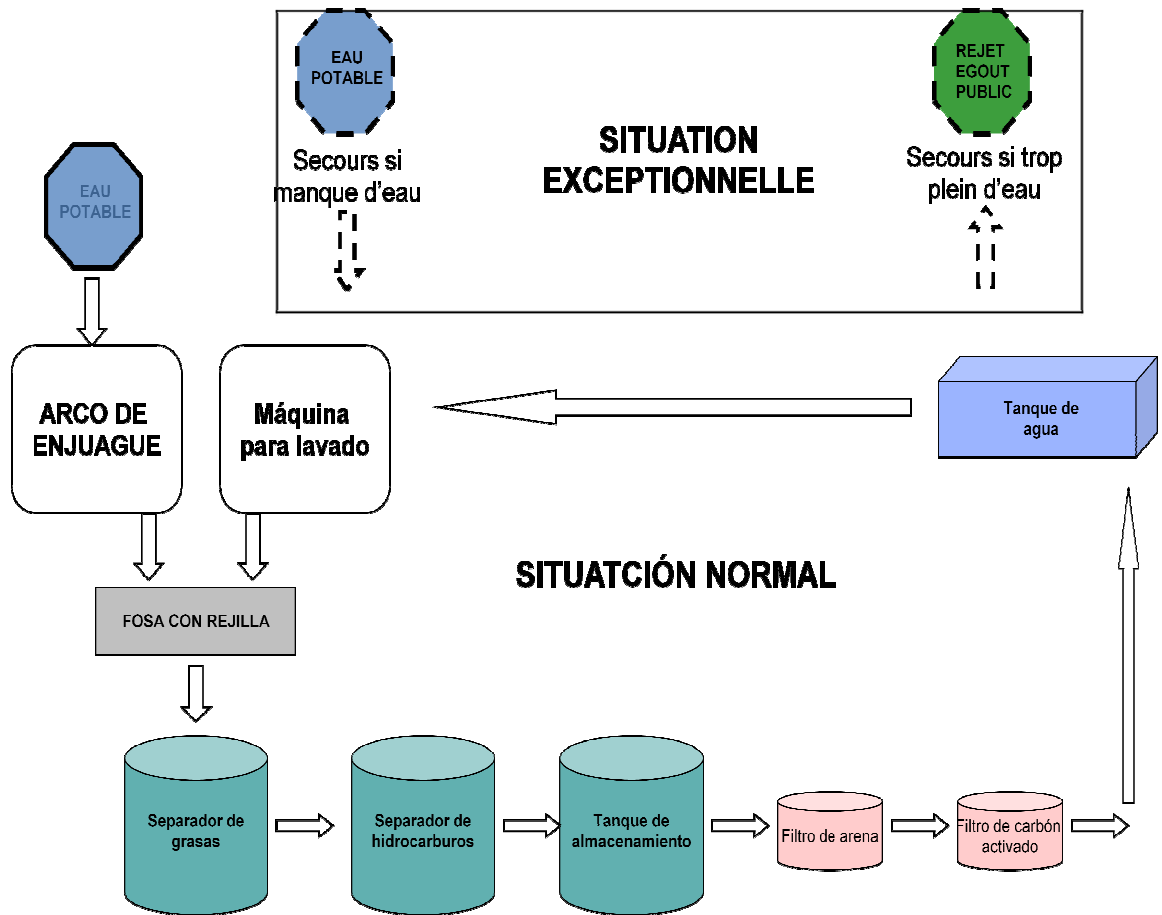 EAU
POTABLE
Secours si
manque d'eau
SITUATION
EXCEPTIONNELLE
REJET
EGOUT
PUBLIC
Secours si trop
plein d'eau
EAU
POTABLE
ARCO DE
ENJUAGUE
Máquina
para lavado
Tanque de
agua
SITUATCIÓN NORMAL
FOSA CON REJILLA
Separador de
grasas
Separador de
hidrocarburos
Tanque de
almacenamiento
Filtro de arena
Filtro de carbón
activado